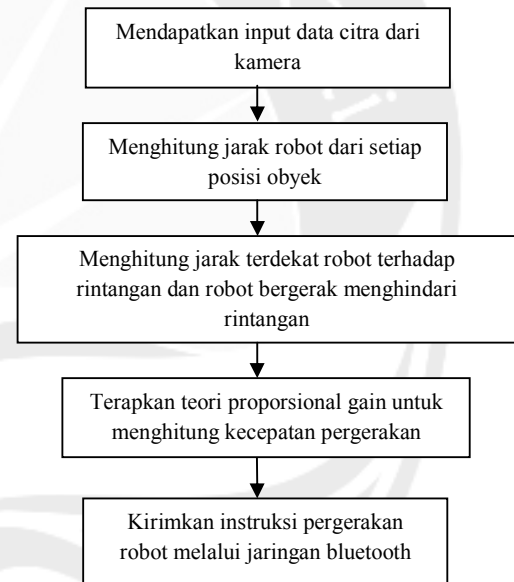 Mendapatkan input data citra dari
kamera
Menghitung jarak robot dari setiap
posisi obyek
Menghitung jarak terdekat robot terhadap
rintangan dan robot bergerak menghindari
rintangan
Terapkan teori proporsional gain untuk
menghitung kecepatan pergerakan
Kirimkan instruksi pergerakan
robot melalui jaringan bluetooth